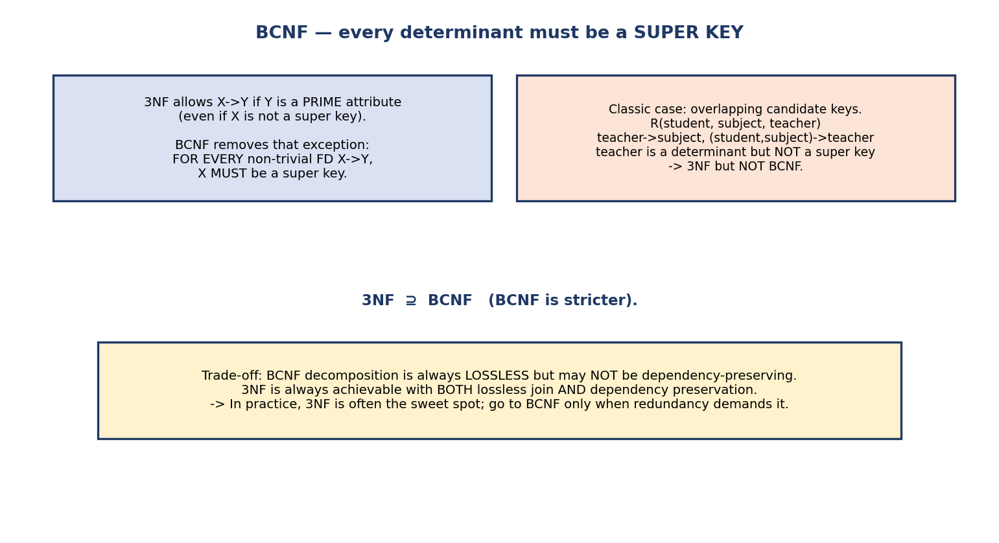 BCNF — every determinant must be a SUPER KEY
3NF allows X->Y if Y is a PRIME attribute
(even if X is not a super key).
BCNF removes that exception:
FOR EVERY non-trivial FD X->Y,
X MUST be a super key.
Classic case: overlapping candidate keys.
R(student, subject, teacher)
teacher->subject, (student,subject)->teacher
teacher is a determinant but NOT a super key
-> 3NF but NOT BCNF.
3NF ⊇ BCNF (BCNF is stricter).
Trade-off: BCNF decomposition is always LOSSLESS but may NOT be dependency-preserving.
3NF is always achievable with BOTH lossless join AND dependency preservation.
-> In practice, 3NF is often the sweet spot; go to BCNF only when redundancy demands it.